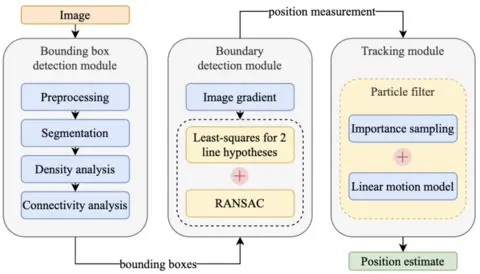 Image
Bounding box
detection module
Preprocessing
Segmentation
Density analysis
Connectivity analysis
bounding boxes
Boundary
detection module
Image gradient
Least-squares for 2
line hypotheses
+
RANSAC
position measurement
Tracking module
Particle filter
Importance sampling
+
Linear motion model
Position estimate